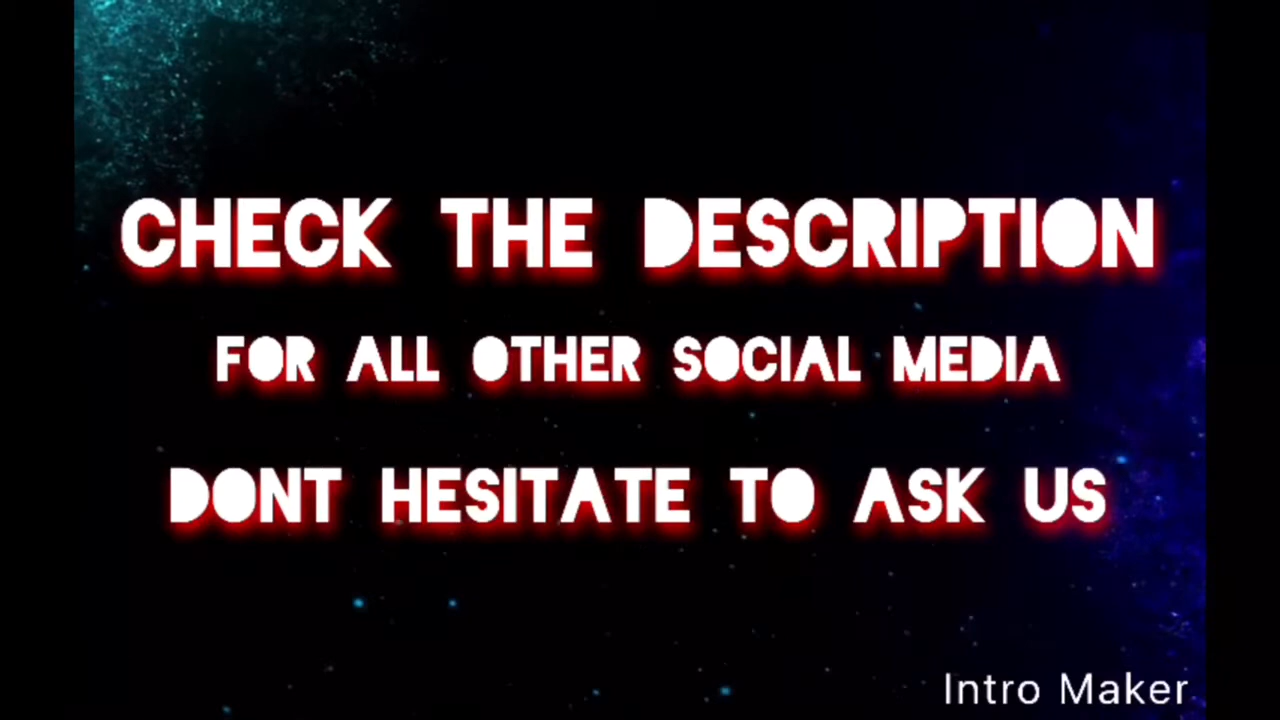 CHECK THE DESCRIPTION
FOR ALL OTHER SOCIAL MEDIA
DONT HESITATE TO ASK US
Intro Maker